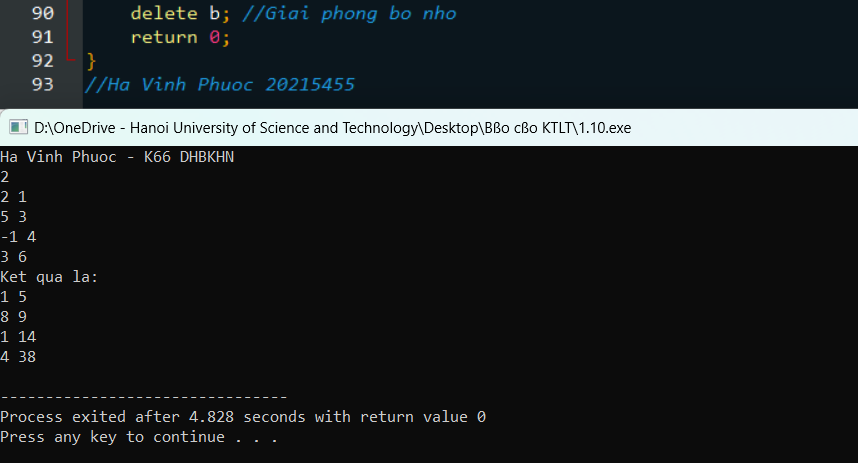 90 delete b; //Giai phong bo nho
91 return 0;
92 }
93 //Ha Vinh Phuoc 20215455
D:\OneDrive - Hanoi University of Science and Technology\Desktop\Bßo cßo KTLT\1.10.exe
Ha Vinh Phuoc - K66 DHBKHN
2
2 1
5 3
-1 4
3 6
Ket qua la:
1 5
8 9
1 14
4 38
--------------------------------
Process exited after 4.828 seconds with return value 0
Press any key to continue . . .